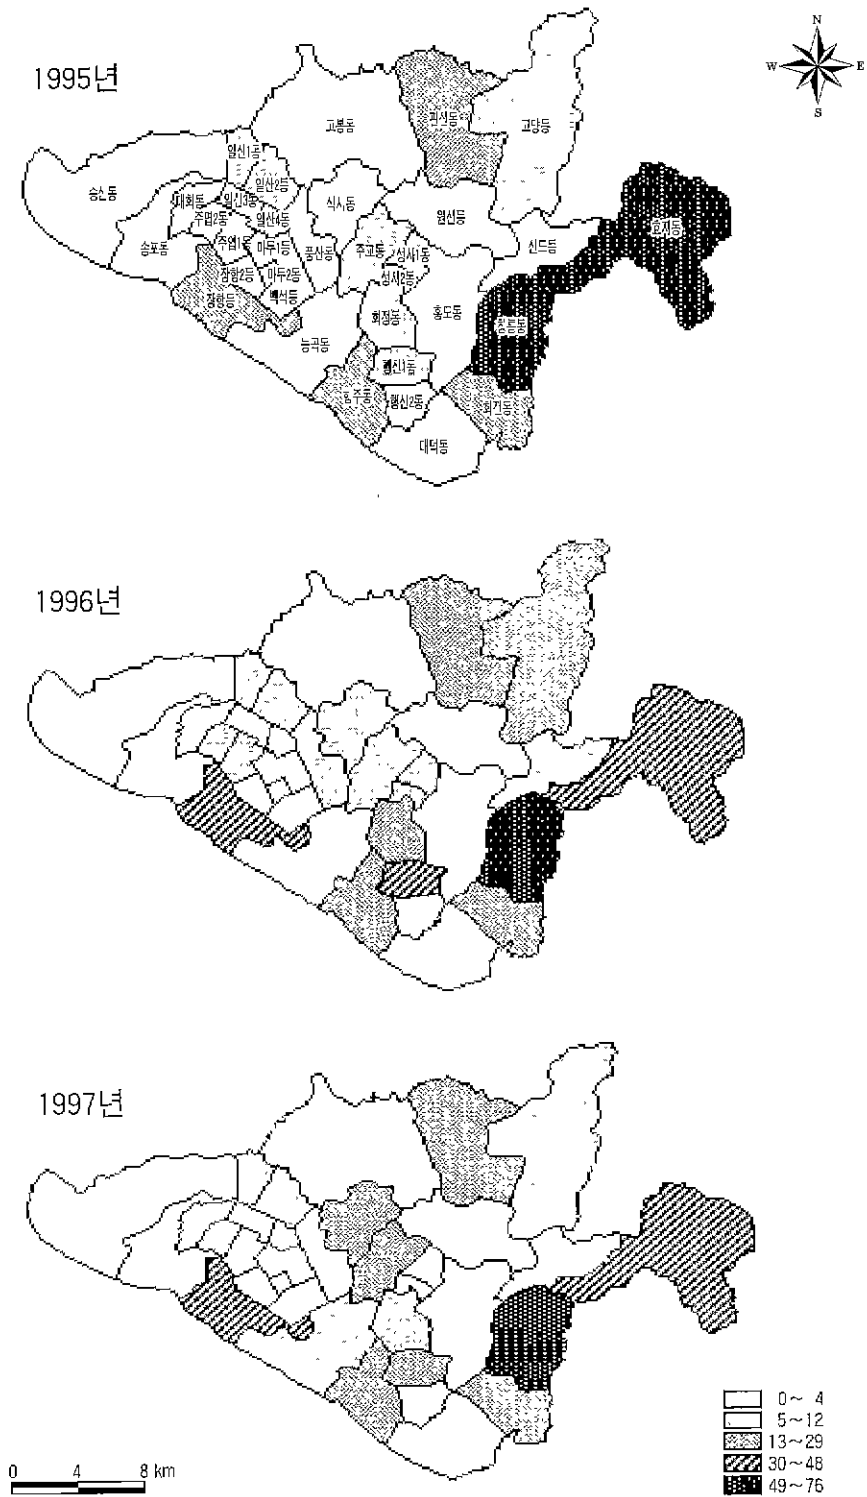 1995년
N
W
E
S
고봉동
관산동
고양동
일산1동
일산2동
송산동
대화동
일산3동
식사동
효자동
주엽2동
일산4동
원신동
송포동
주엽1동
마두1동
풍산동
주교동
성사1동
신도동
장항2동
마두2동
성사2동
장항동
백석동
화정동
흥도동
창릉동
능곡동
행신1동
행주동
행신2동
화전동
대덕동
1996년
1997년
0~ 4
5~12
13~29
30~48
49~76
0 4 8 km